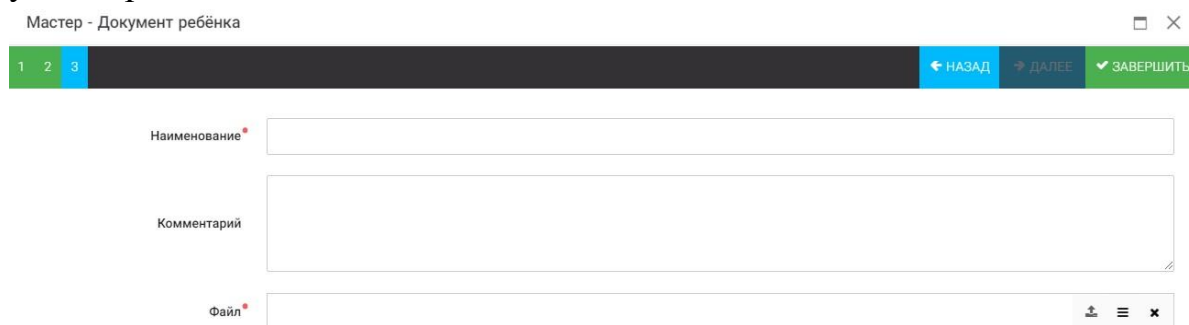 Мастер - Документ ребёнка
1 2 3 НАЗАД ДАЛЕЕ ЗАВЕРШИТЬ
Наименование
Комментарий
Файл